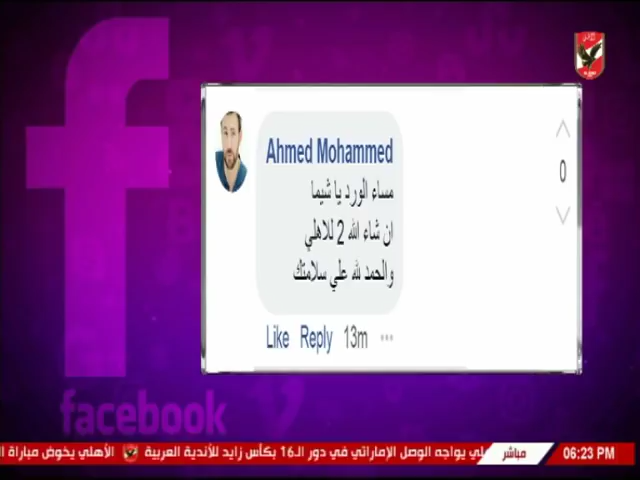 Ahmed Mohammed
0
مساء الورد يا شيما
ان شاء الله 2 للاهلي
والحمد لله علي سلامتك
Like Reply 13m
facebook
لي يواجه الوصل الإماراتي في دور الـ16 بكأس زايد للأندية العربية
الأهلي يخوض مباراة
مباشر
06:23 PM